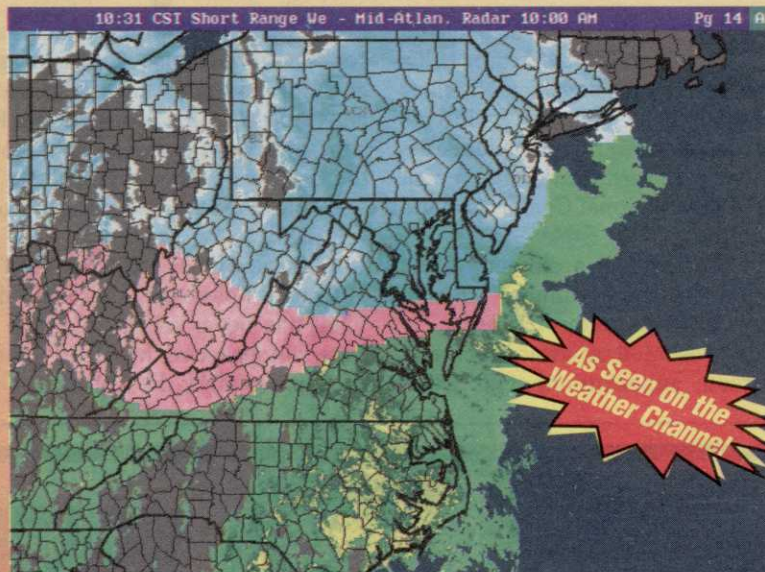 10:31 CST Short Range We - Mid-Atlan. Radar 10:00 AM Pg 14 A
As Seen on the
Weather Channel